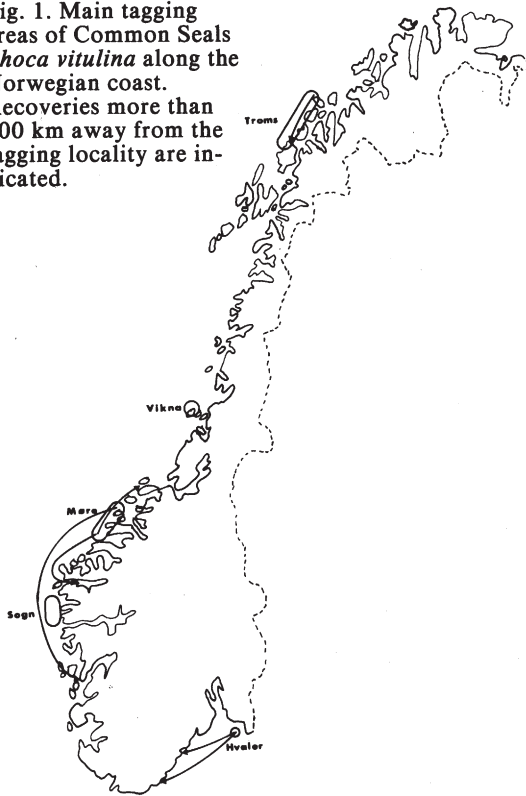 ig. 1. Main tagging
reas of Common Seals
hoca vitulina along the
Norwegian coast.
ecoveries more than
00 km away from the
agging locality are in-
icated.
Troms
Vikna
Møre
Sogn
Hvaler